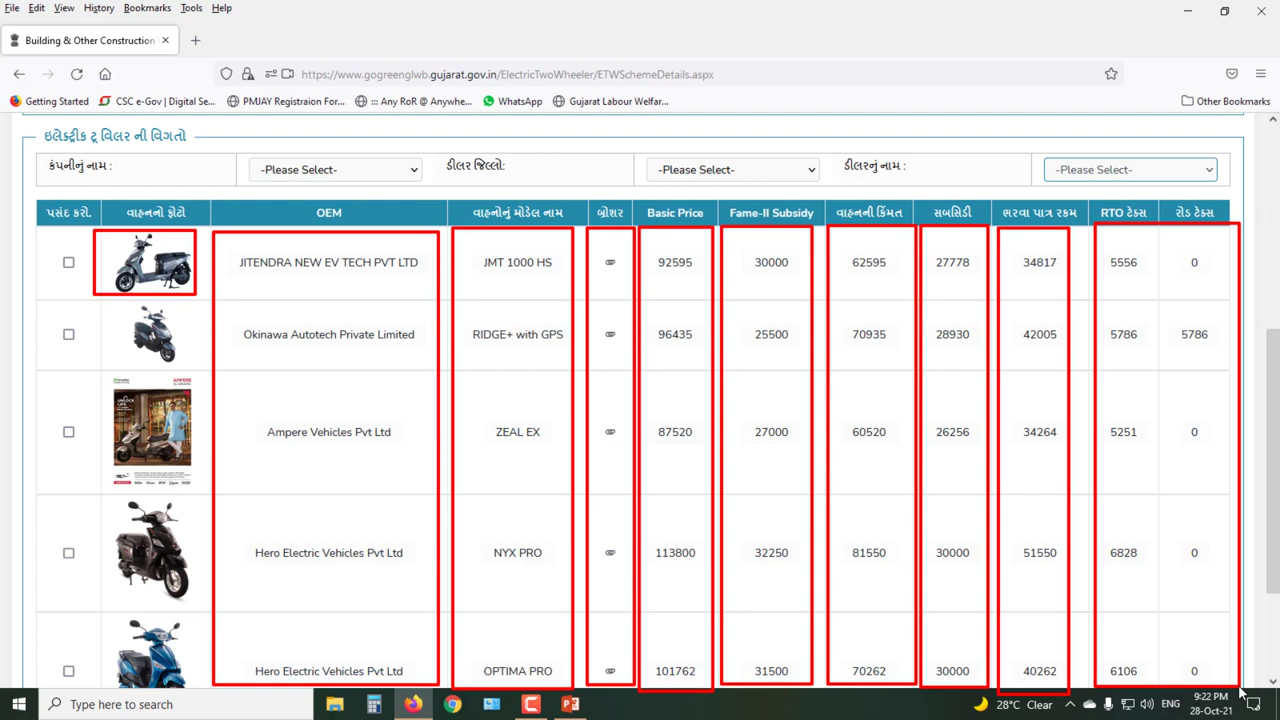 File Edit View History Bookmarks Tools Help
Building & Other Construction
https://www.gogreenglwb.gujarat.gov.in/ElectricTwoWheeler/ETWSchemeDetails.aspx
Getting Started CSC e-Gov | Digital Se... PMJAY Registraion For... ::: Any RoR @ Anywhe... WhatsApp Gujarat Labour Welfar... Other Bookmarks
ઇલેક્ટ્રીક ટૂ વિલર ની વિગતો
કંપનીનું નામ : -Please Select- ડીલર જિલ્લો: -Please Select- ડીલરનું નામ : -Please Select-
પસંદ કરો. વાહનનો ફોટો OEM વાહનોનું મોડેલ નામ બ્રોશર Basic Price Fame-II Subsidy વાહનની કિંમત સબસિડી ભરવા પાત્ર રકમ RTO ટેક્સ રોડ ટેક્સ
JITENDRA NEW EV TECH PVT LTD JMT 1000 HS 92595 30000 62595 27778 34817 5556 0
Okinawa Autotech Private Limited RIDGE+ with GPS 96435 25500 70935 28930 42005 5786 5786
AMPERE
UNLOCK
LIFE
Ampere Vehicles Pvt Ltd ZEAL EX 87520 27000 60520 26256 34264 5251 0
Hero Electric Vehicles Pvt Ltd NYX PRO 113800 32250 81550 30000 51550 6828 0
Hero Electric Vehicles Pvt Ltd OPTIMA PRO 101762 31500 70262 30000 40262 6106 0
Type here to search 28°C Clear ENG 9:22 PM
28-Oct-21